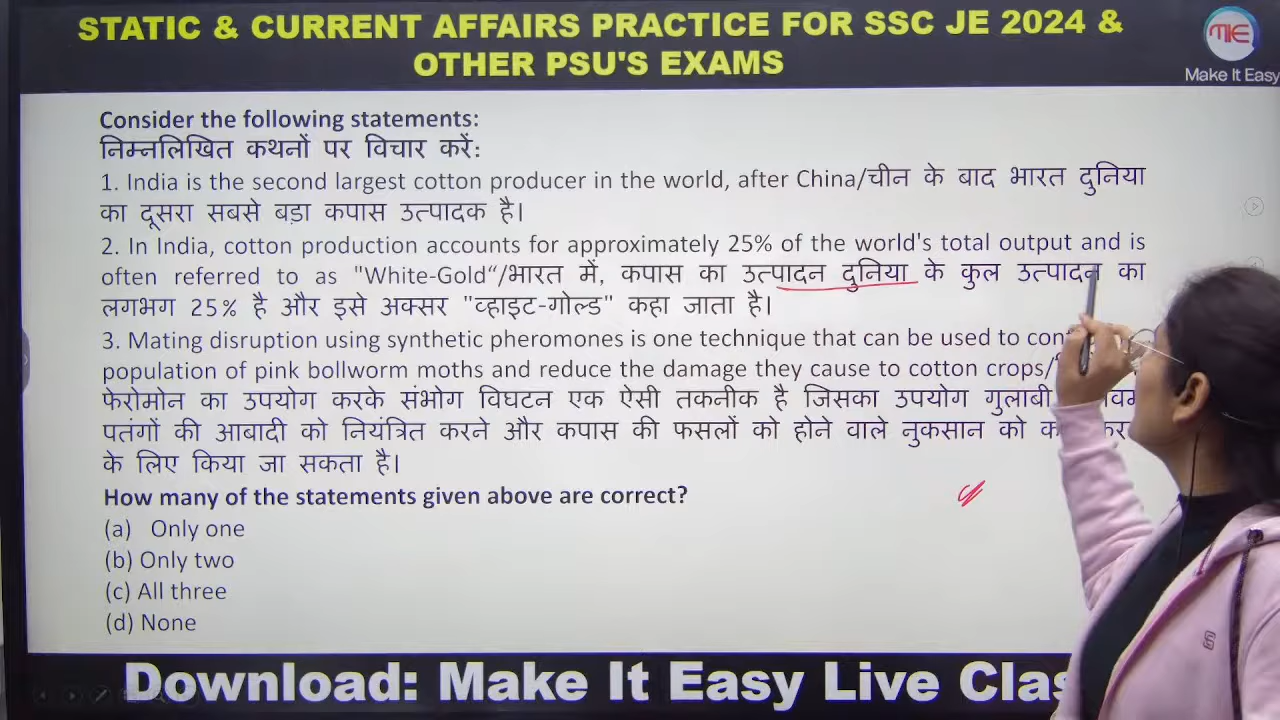 STATIC & CURRENT AFFAIRS PRACTICE FOR SSC JE 2024 &
OTHER PSU'S EXAMS
MIE
Make It Easy
Consider the following statements:
निम्नलिखित कथनों पर विचार करें:
1. India is the second largest cotton producer in the world, after China/चीन के बाद भारत दुनिया
का दूसरा सबसे बड़ा कपास उत्पादक है।
2. In India, cotton production accounts for approximately 25% of the world's total output and is
often referred to as "White-Gold“/भारत में, कपास का उत्पादन दुनिया के कुल उत्पादन का
लगभग 25% है और इसे अक्सर "व्हाइट-गोल्ड" कहा जाता है।
3. Mating disruption using synthetic pheromones is one technique that can be used to
population of pink bollworm moths and reduce the damage they cause to cotton crops/
फेरोमोन का उपयोग करके संभोग विघटन एक ऐसी तकनीक है जिसका उपयोग गुलाबी
पतंगों की आबादी को नियंत्रित करने और कपास की फसलों को होने वाले नुकसान को
के लिए किया जा सकता है।
How many of the statements given above are correct?
(a) Only one
(b) Only two
(c) All three
(d) None
Download: Make It Easy Live